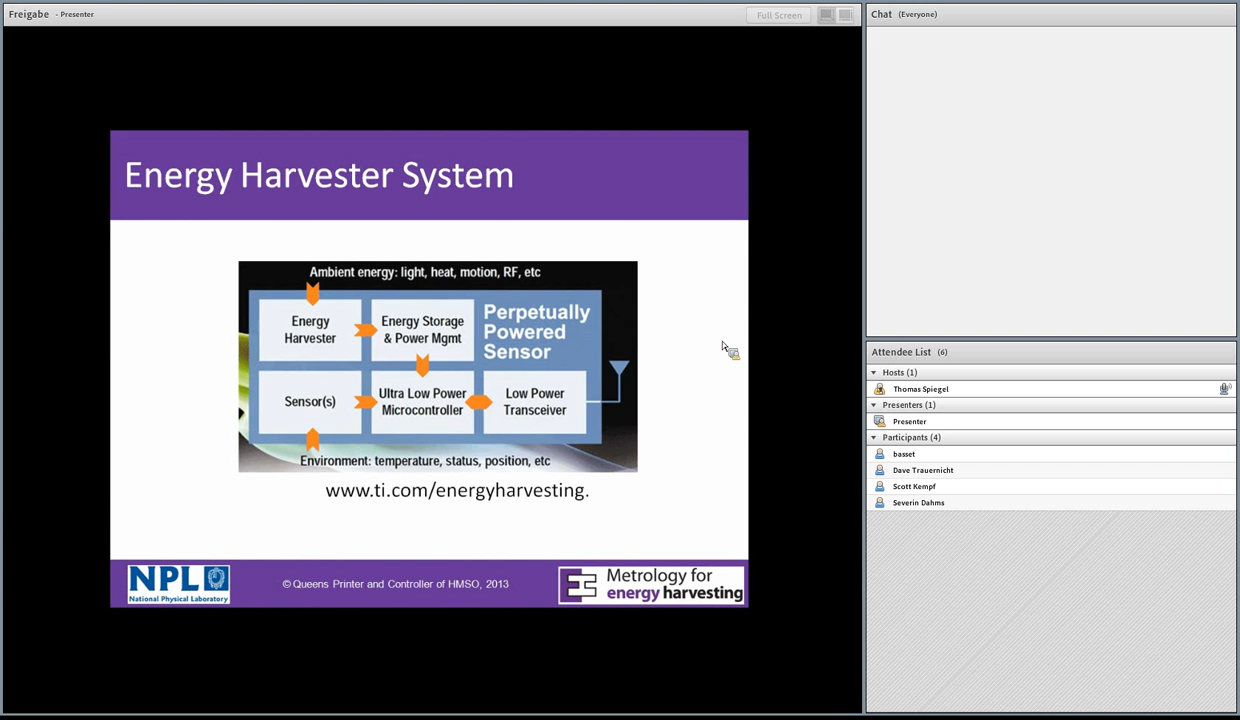 Freigabe - Presenter
Full Screen
Energy Harvester System
Ambient energy: light, heat, motion, RF, etc
Energy
Harvester
Energy Storage
& Power Mgmt
Perpetually
Powered
Sensor
Sensor(s)
Ultra Low Power
Microcontroller
Low Power
Transceiver
Environment: temperature, status, position, etc
www.ti.com/energyharvesting.
NPL
National Physical Laboratory
© Queens Printer and Controller of HMSO, 2013
Metrology for
energy harvesting
Chat (Everyone)
Attendee List (6)
Hosts (1)
Thomas Spiegel
Presenters (1)
Presenter
Participants (4)
basset
Dave Trauernicht
Scott Kempf
Severin Dahms